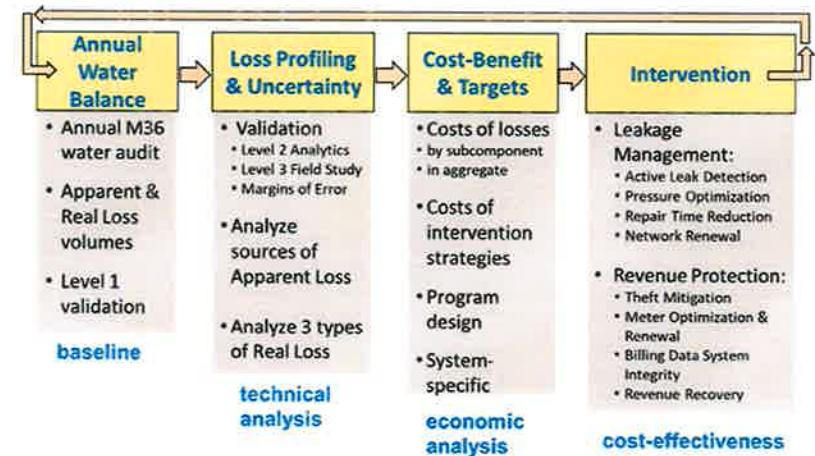 Annual
Water
Balance
• Annual M36
water audit
• Apparent &
Real Loss
volumes
• Level 1
validation
baseline
Loss Profiling
& Uncertainty
• Validation
• Level 2 Analytics
• Level 3 Field Study
• Margins of Error
• Analyze
sources of
Apparent Loss
• Analyze 3 types
of Real Loss
technical
analysis
Cost-Benefit
& Targets
• Costs of losses
• by subcomponent
• in aggregate
• Costs of
intervention
strategies
• Program
design
• System-
specific
economic
analysis
Intervention
• Leakage
Management:
• Active Leak Detection
• Pressure Optimization
• Repair Time Reduction
• Network Renewal
• Revenue Protection:
• Theft Mitigation
• Meter Optimization &
Renewal
• Billing Data System
Integrity
• Revenue Recovery
cost-effectiveness